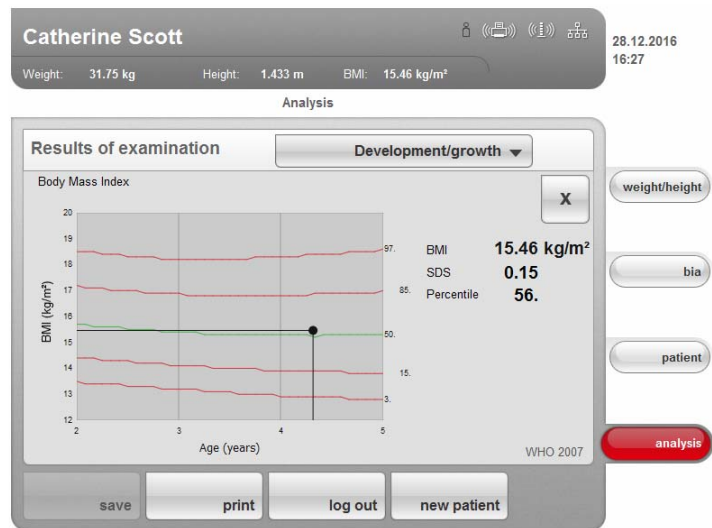 Catherine Scott
28.12.2016
16:27
Weight: 31.75 kg Height: 1.433 m BMI: 15.46 kg/m²
Analysis
Results of examination
Development/growth
Body Mass Index
X
BMI 15.46 kg/m²
SDS 0.15
Percentile 56.
BMI (kg/m²)
20
19
18
17
16
15
14
13
12
97.
85.
50.
15.
3.
2 3 4 5
Age (years)
WHO 2007
weight/height
bia
patient
analysis
save print log out new patient